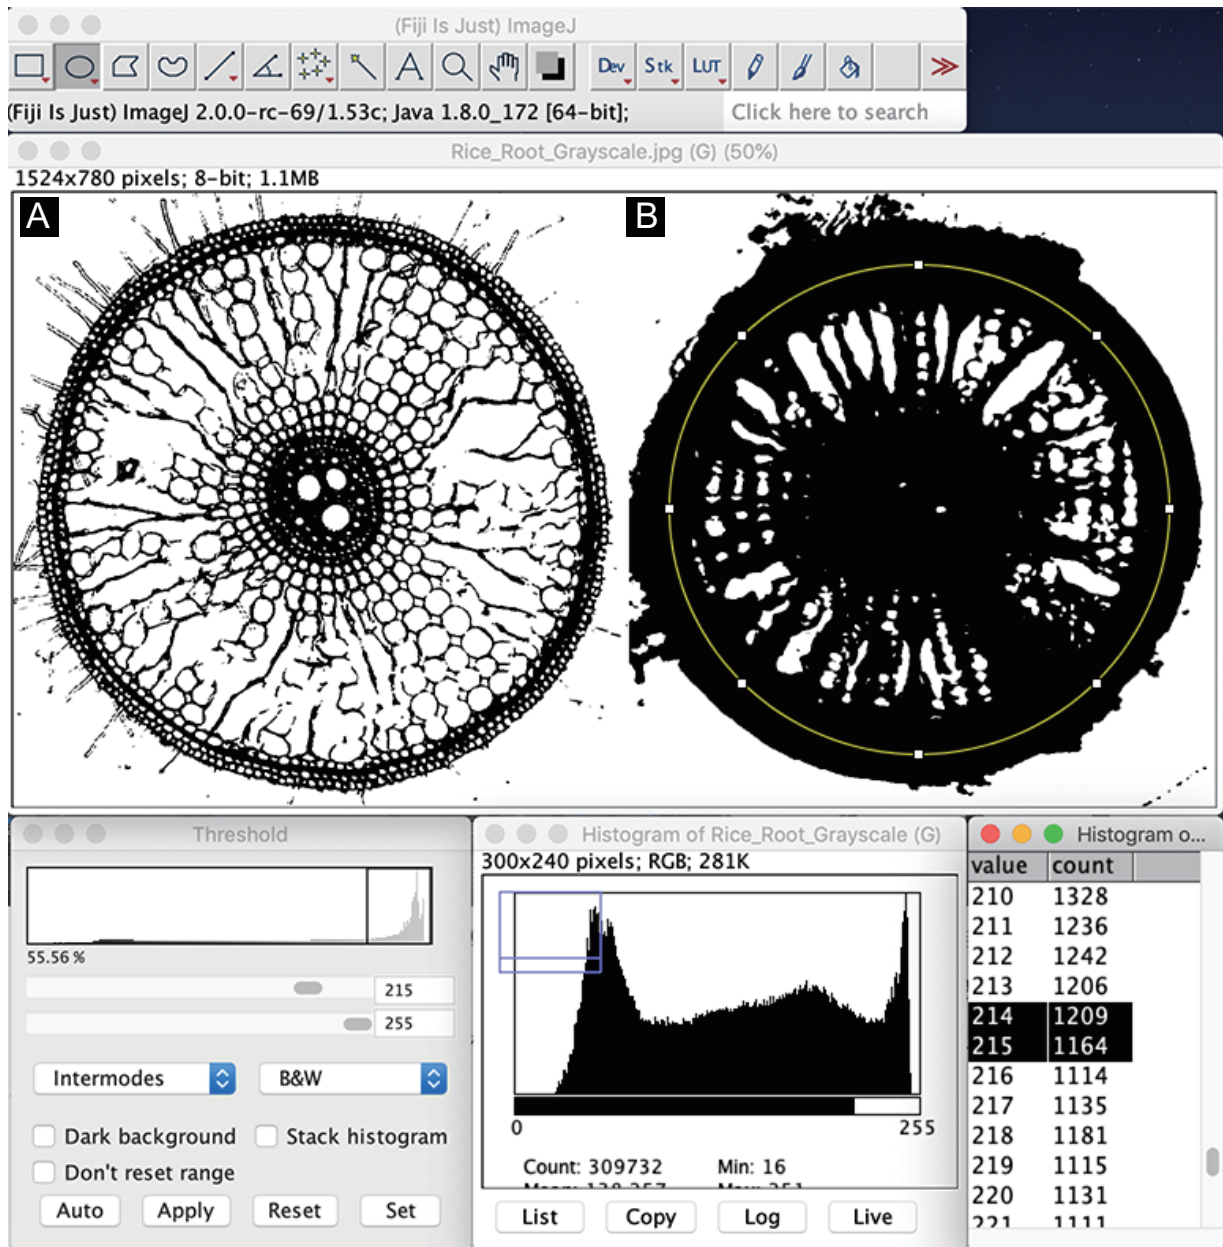 (Fiji Is Just) ImageJ
Dev Stk LUT
(Fiji Is Just) ImageJ 2.0.0-rc-69/1.53c; Java 1.8.0_172 [64-bit];
Click here to search
Rice_Root_Grayscale.jpg (G) (50%)
1524x780 pixels; 8-bit; 1.1MB
A
B
Threshold
55.56 %
215
255
Intermodes
B&W
Dark background
Stack histogram
Don't reset range
Auto
Apply
Reset
Set
Histogram of Rice_Root_Grayscale (G)
300x240 pixels; RGB; 281K
0
255
Count: 309732
Min: 16
List
Copy
Log
Live
Histogram o...
value count
210 1328
211 1236
212 1242
213 1206
214 1209
215 1164
216 1114
217 1135
218 1181
219 1115
220 1131
221 1111